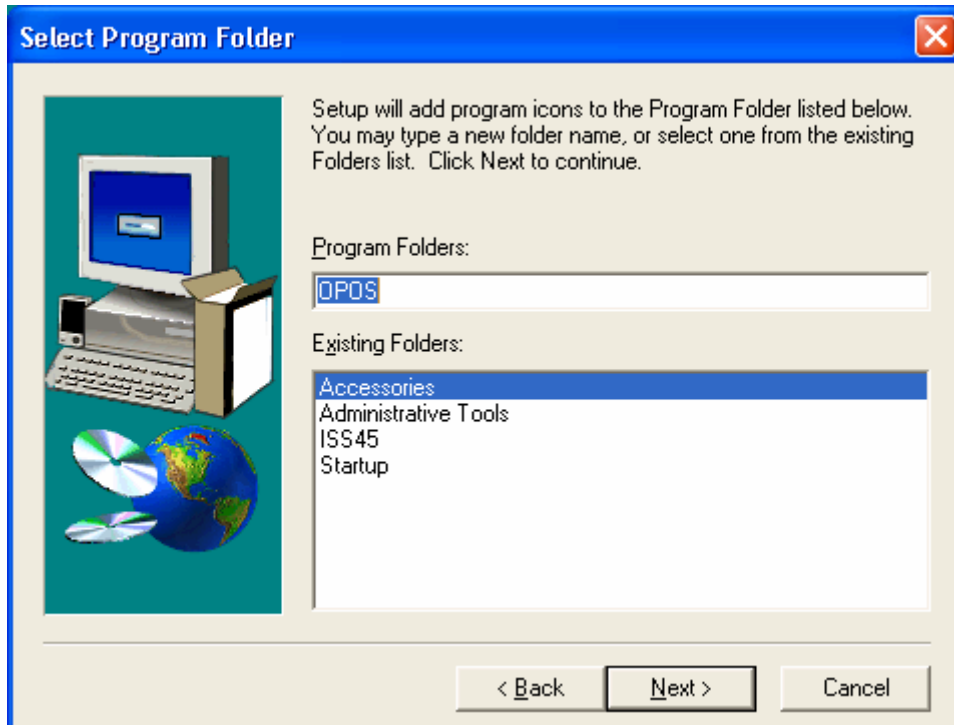 Select Program Folder
Setup will add program icons to the Program Folder listed below.
You may type a new folder name, or select one from the existing
Folders list.  Click Next to continue.
Program Folders:
OPOS
Existing Folders:
Accessories
Administrative Tools
ISS45
Startup
< Back
Next >
Cancel